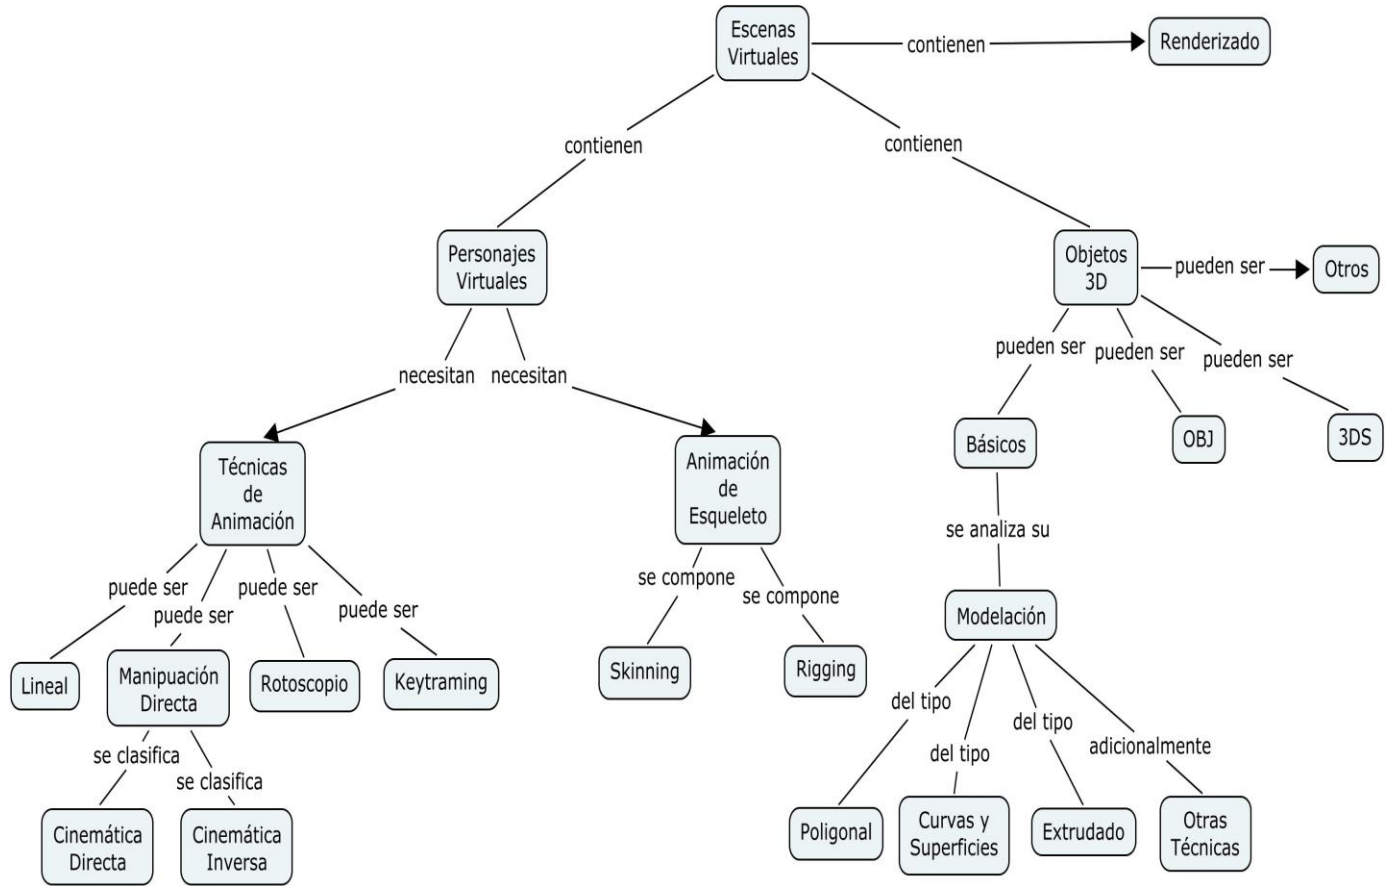 Escenas
Virtuales
contienen
Renderizado
contienen
contienen
Personajes
Virtuales
Objetos
3D
pueden ser
Otros
necesitan
necesitan
pueden ser
pueden ser
pueden ser
Técnicas
de
Animación
Animación
de
Esqueleto
Básicos
OBJ
3DS
puede ser
puede ser
puede ser
puede ser
se compone
se compone
se analiza su
Lineal
Manipuación
Directa
Rotoscopio
Keytraming
Skinning
Rigging
Modelación
se clasifica
se clasifica
del tipo
del tipo
del tipo
adicionalmente
Cinemática
Directa
Cinemática
Inversa
Poligonal
Curvas y
Superficies
Extrudado
Otras
Técnicas